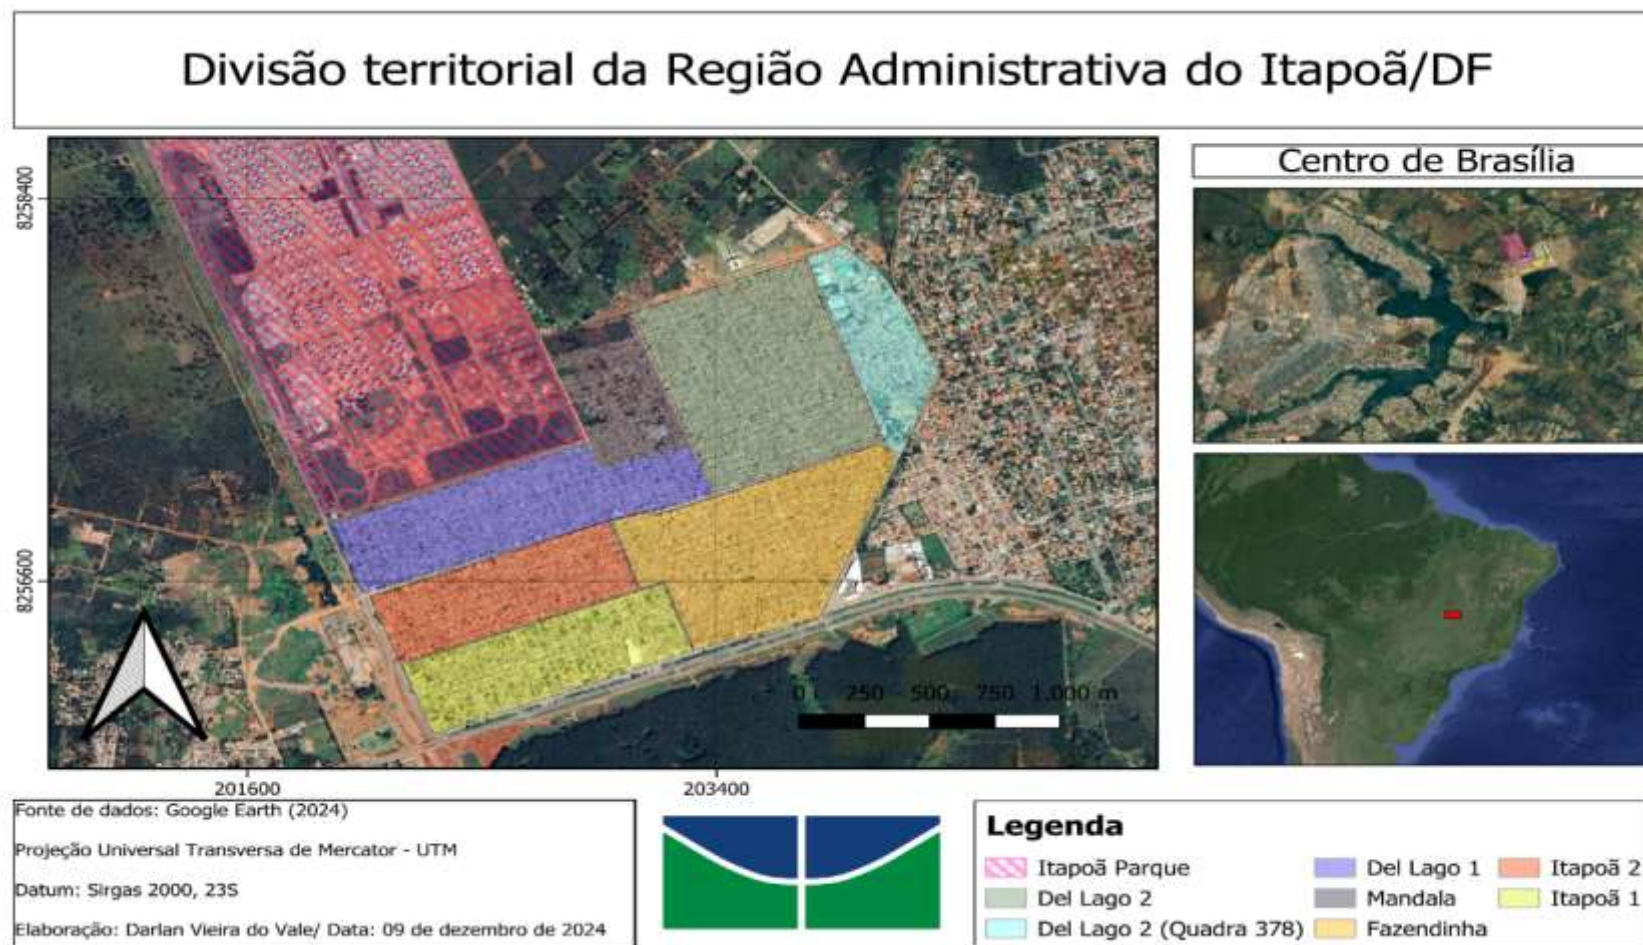 Divisão territorial da Região Administrativa do Itapoã/DF
Centro de Brasília
8258400
8256600
0 250 500 750 1.000 m
201600 203400
Fonte de dados: Google Earth (2024)
Projeção Universal Transversa de Mercator - UTM
Datum: Sirgas 2000, 23S
Elaboração: Darlan Vieira do Vale/ Data: 09 de dezembro de 2024
Legenda
Itapoã Parque Del Lago 1 Itapoã 2
Del Lago 2 Mandala Itapoã 1
Del Lago 2 (Quadra 378) Fazendinha